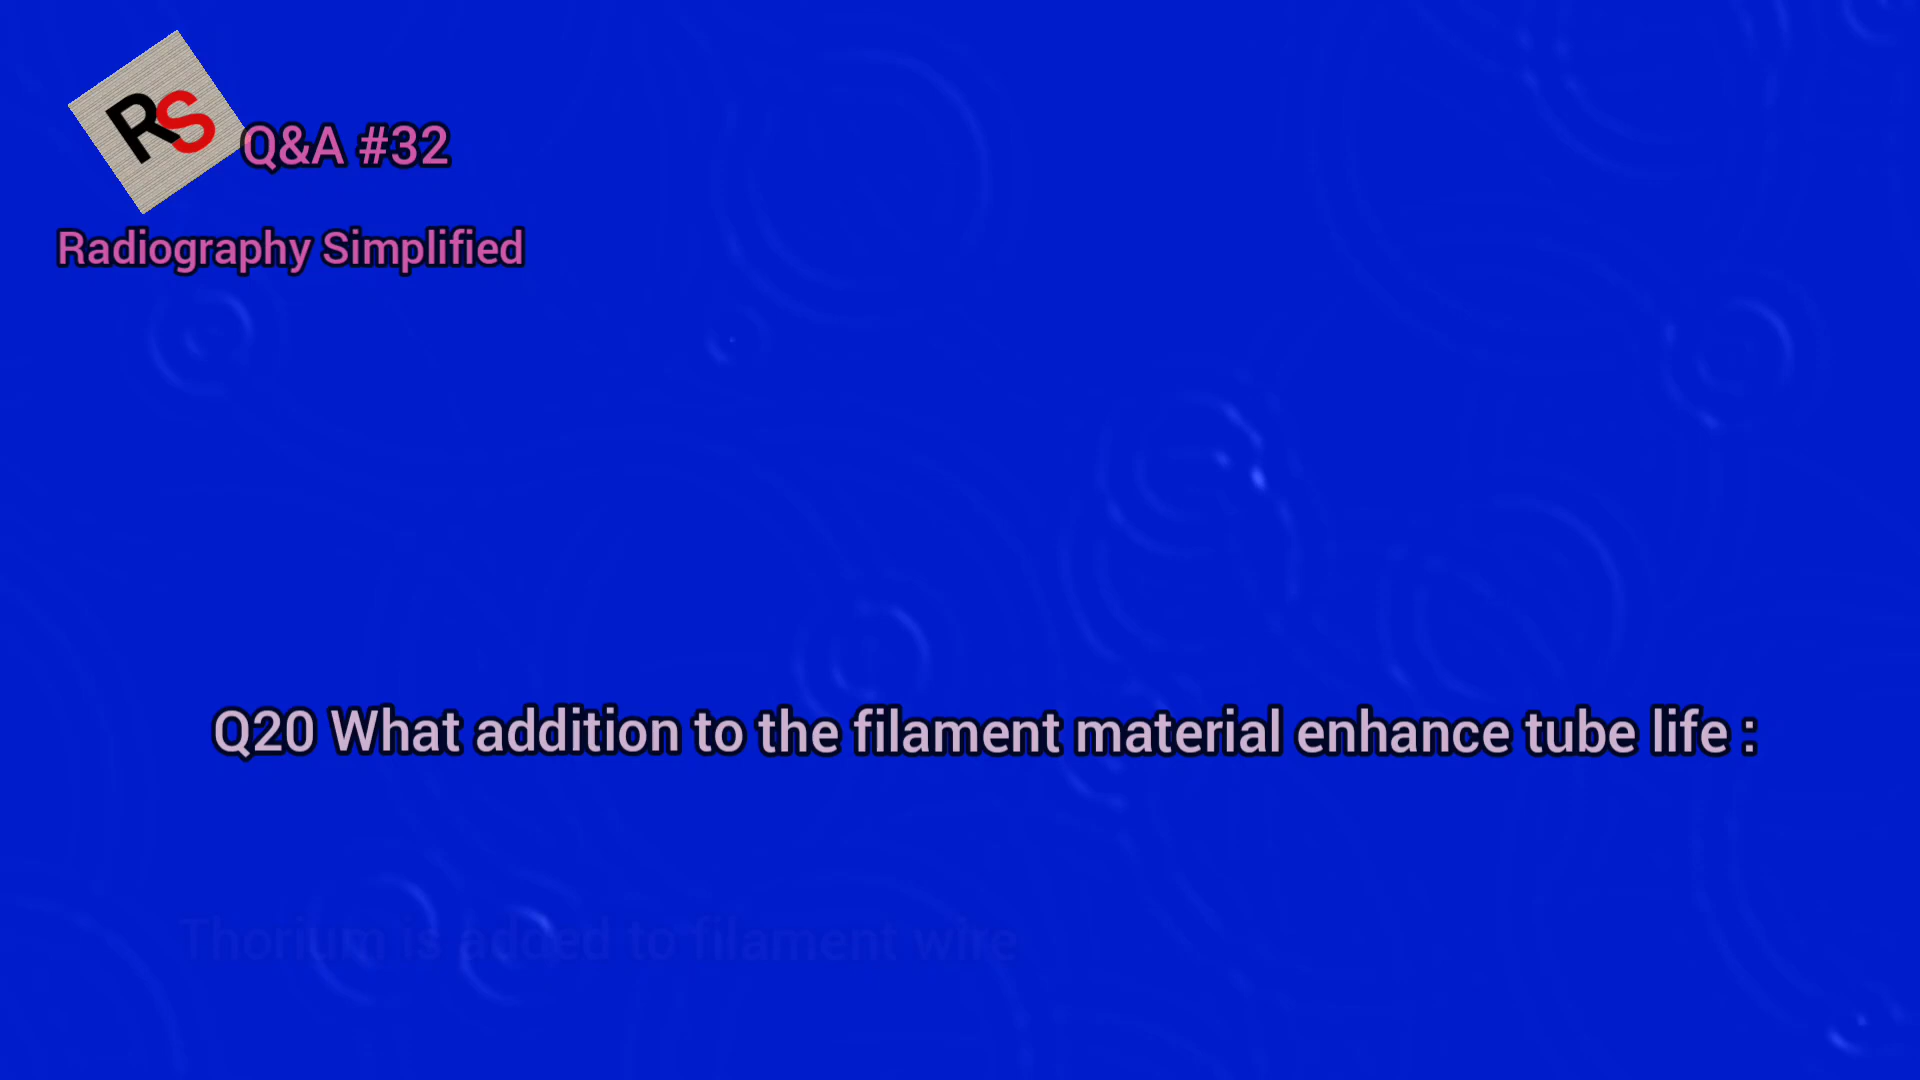 RS
Q&A #32
Radiography Simplified
Q20 What addition to the filament material enhance tube life :
Thorium is added to filament wire